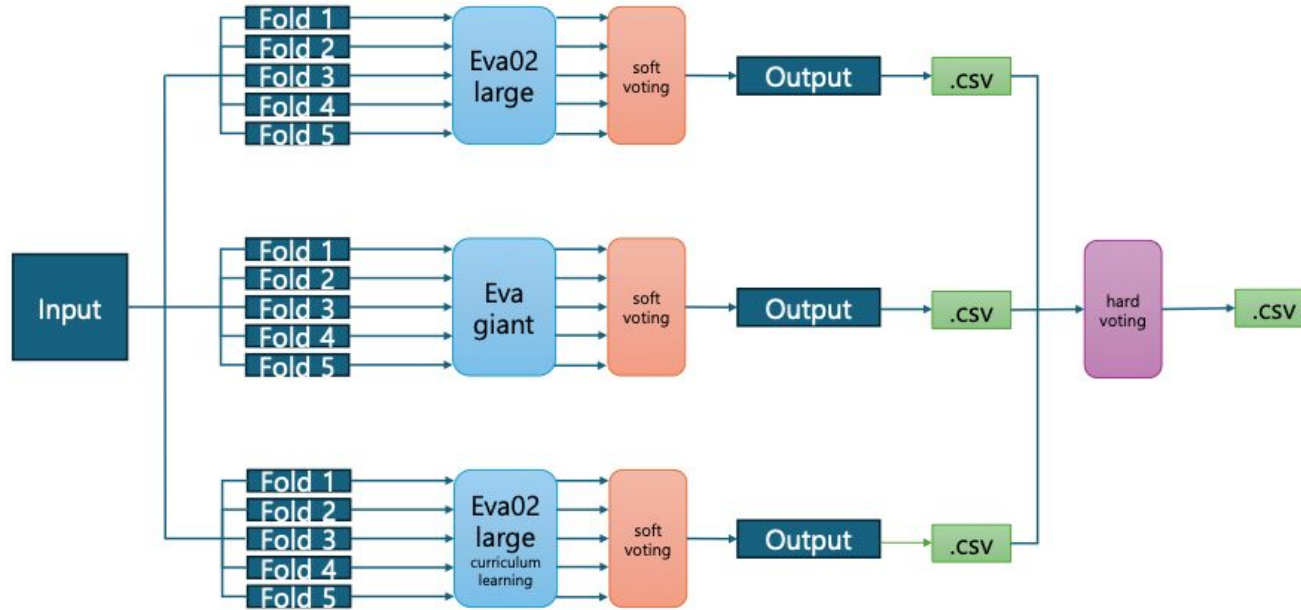 Fold 1
Fold 2
Fold 3
Fold 4
Fold 5
Eva02
large
soft
voting
Output
.csv
Input
Fold 1
Fold 2
Fold 3
Fold 4
Fold 5
Eva
giant
soft
voting
Output
.csv
hard
voting
.csv
Fold 1
Fold 2
Fold 3
Fold 4
Fold 5
Eva02
large
curriculum
learning
soft
voting
Output
.csv